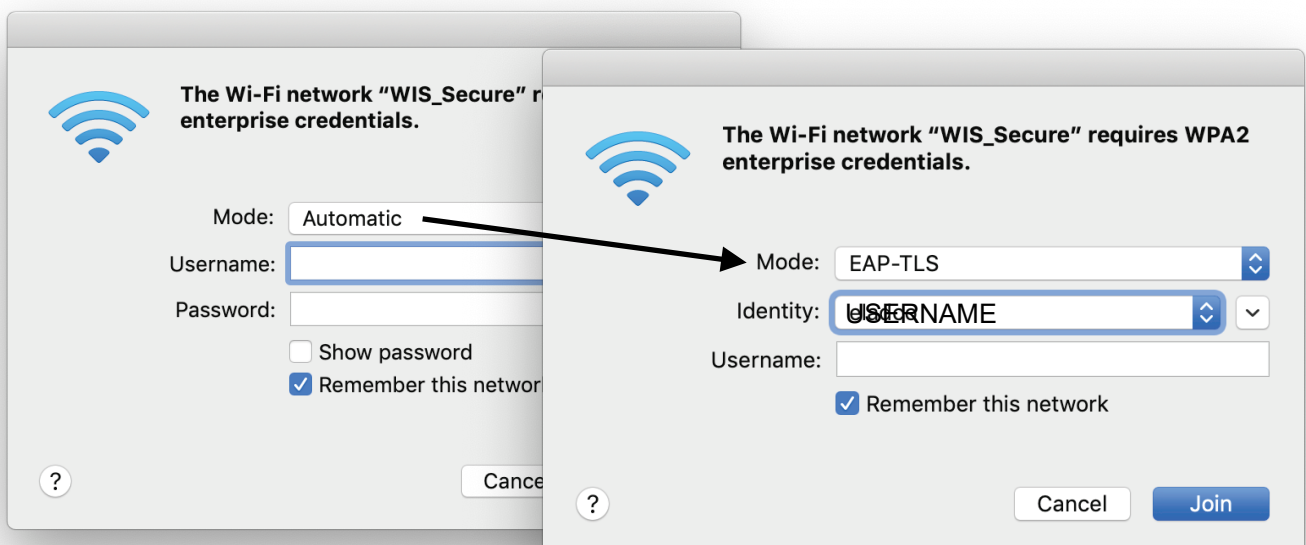 The Wi-Fi network “WIS_Secure” r
enterprise credentials.
Mode: Automatic
Username:
Password:
Show password
Remember this networ
?
Cance
The Wi-Fi network “WIS_Secure” requires WPA2
enterprise credentials.
Mode: EAP-TLS
Identity: USERNAME
Username:
Remember this network
?
Cancel Join